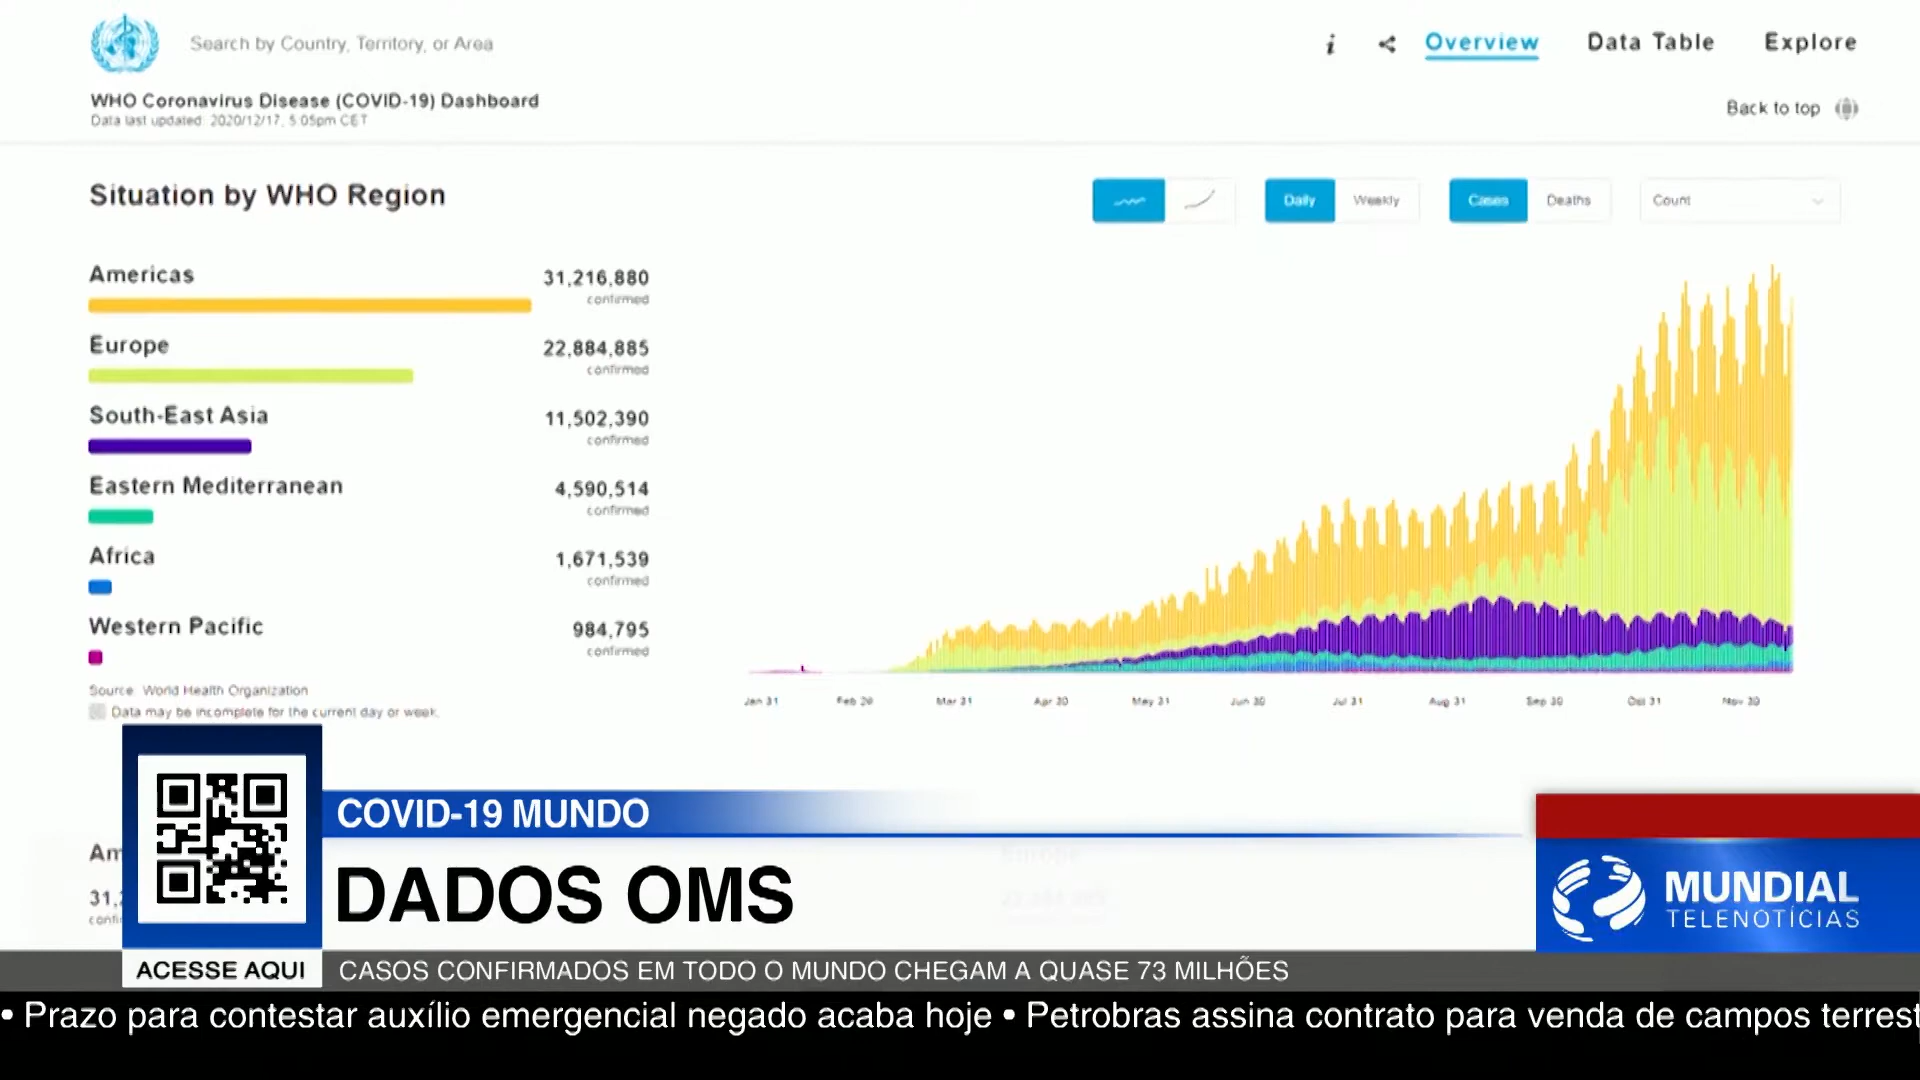 Search by Country, Territory, or Area
Overview
Data Table
Explore
WHO Coronavirus Disease (COVID-19) Dashboard
Data last updated: 2020/12/17, 5:05pm CET
Back to top
Situation by WHO Region
Daily
Weekly
Cases
Deaths
Count
Americas
31,216,880
confirmed
Europe
22,884,885
confirmed
South-East Asia
11,502,390
confirmed
Eastern Mediterranean
4,590,514
confirmed
Africa
1,671,539
confirmed
Western Pacific
984,795
confirmed
Source: World Health Organization
Data may be incomplete for the current day or week.
Jan 31
Feb 29
Mar 31
Apr 30
May 31
Jun 30
Jul 31
Aug 31
Sep 30
Oct 31
Nov 30
COVID-19 MUNDO
DADOS OMS
Am
31,
confi
Europe
MUNDIAL
TELENOTÍCIAS
ACESSE AQUI
CASOS CONFIRMADOS EM TODO O MUNDO CHEGAM A QUASE 73 MILHÕES
• Prazo para contestar auxílio emergencial negado acaba hoje • Petrobras assina contrato para venda de campos terrest